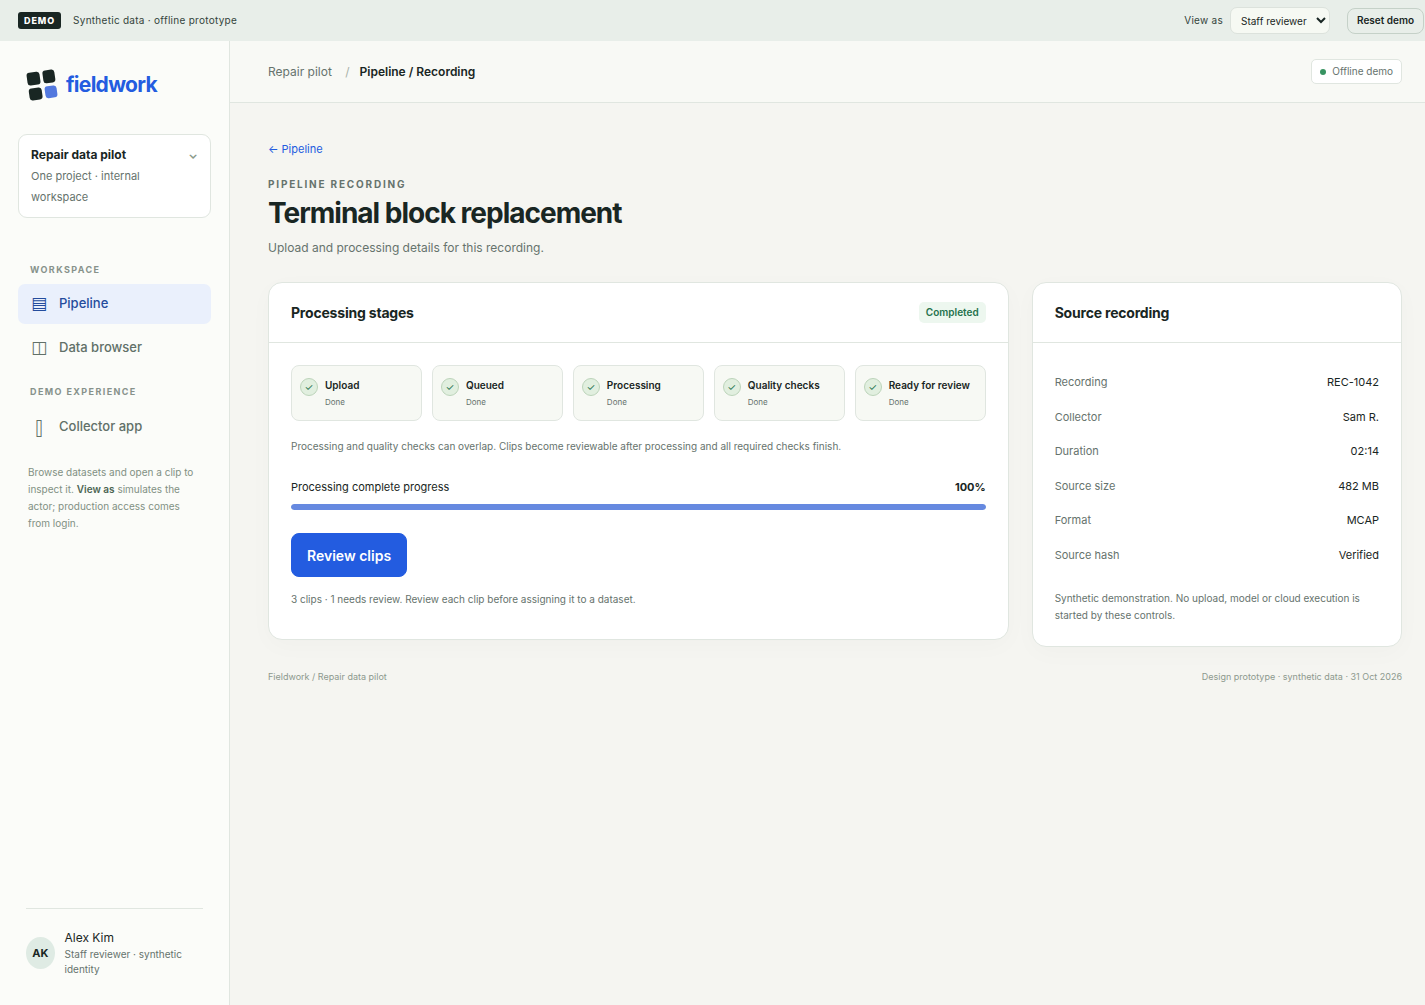 DEMO Synthetic data · offline prototype View as Staff reviewer Reset demo
fieldwork
Repair data pilot
One project · internal
workspace
WORKSPACE
Pipeline
Data browser
DEMO EXPERIENCE
Collector app
Browse datasets and open a clip to
inspect it. View as simulates the
actor; production access comes
from login.
AK
Alex Kim
Staff reviewer · synthetic
identity
Repair pilot / Pipeline / Recording
Offline demo
← Pipeline
PIPELINE RECORDING
Terminal block replacement
Upload and processing details for this recording.
Processing stages
Completed
Upload
Done
Queued
Done
Processing
Done
Quality checks
Done
Ready for review
Done
Processing and quality checks can overlap. Clips become reviewable after processing and all required checks finish.
Processing complete progress 100%
Review clips
3 clips · 1 needs review. Review each clip before assigning it to a dataset.
Source recording
Recording REC-1042
Collector Sam R.
Duration 02:14
Source size 482 MB
Format MCAP
Source hash Verified
Synthetic demonstration. No upload, model or cloud execution is
started by these controls.
Fieldwork / Repair data pilot
Design prototype · synthetic data · 31 Oct 2026